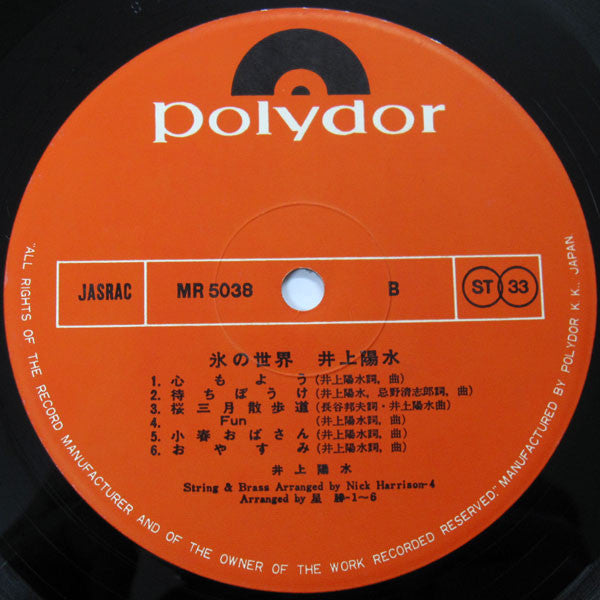 polydor
JASRAC MR 5038 B ST 33
氷の世界 井上陽水
1. 心もよう (井上陽水詞, 曲)
2. 待ちぼうけ (井上陽水, 忌野清志郎詞, 曲)
3. 桜三月散歩道 (長谷邦夫詞・井上陽水曲)
4. Fun (井上陽水詞, 曲)
5. 小春おばさん (井上陽水詞, 曲)
6. おやすみ (井上陽水詞, 曲)
井上陽水
String & Brass Arranged by Nick Harrison-4
Arranged by 星 勝-1～6
"ALL RIGHTS OF THE RECORD MANUFACTURER AND OF THE OWNER OF THE WORK RECORDED RESERVED." MANUFACTURED BY POLYDOR K.K., JAPAN